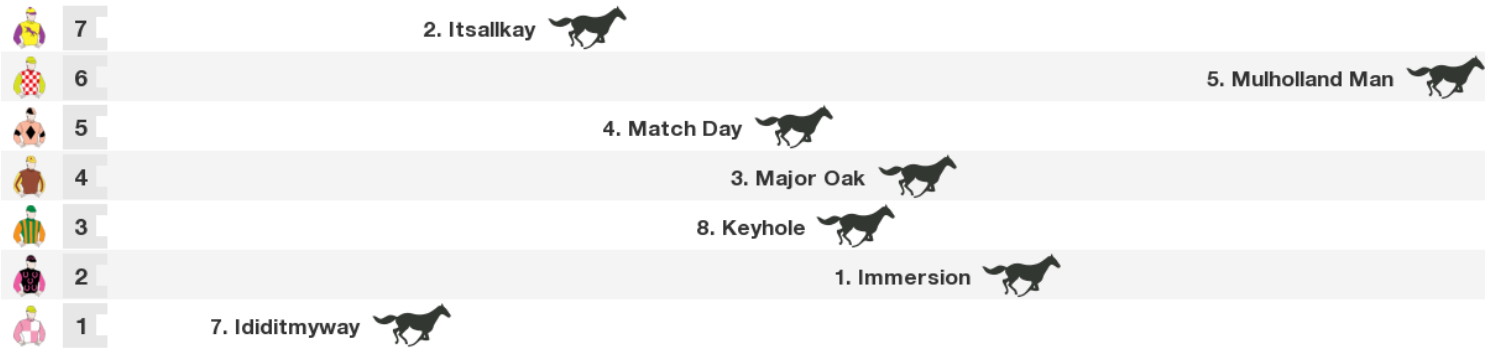 7 2. Itsallkay
6 5. Mulholland Man
5 4. Match Day
4 3. Major Oak
3 8. Keyhole
2 1. Immersion
1 7. Ididitmyway